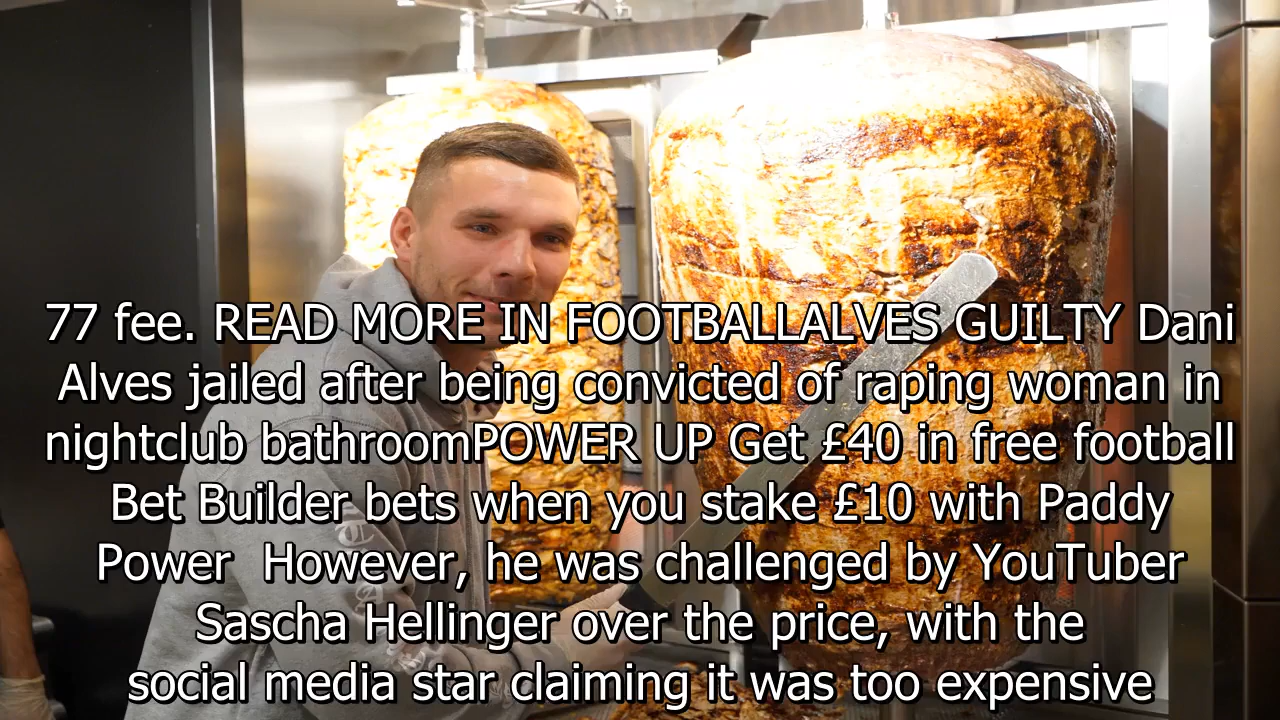 77 fee. READ MORE IN FOOTBALLALVES GUILTY Dani
Alves jailed after being convicted of raping woman in
nightclub bathroomPOWER UP Get £40 in free football
Bet Builder bets when you stake £10 with Paddy
Power  However, he was challenged by YouTuber
Sascha Hellinger over the price, with the
social media star claiming it was too expensive